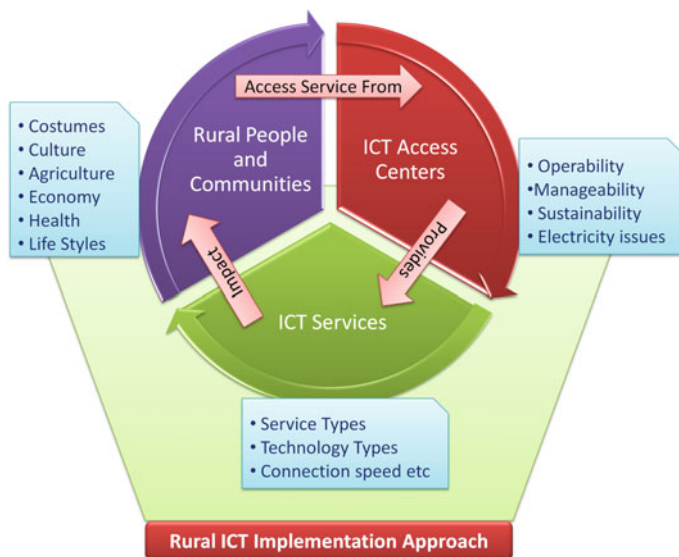 Access Service From
Rural People
and
Communities
ICT Access
Centers
• Costumes
• Culture
• Agriculture
• Economy
• Health
• Life Styles
• Operability
•Manageability
• Sustainability
• Electricity issues
Impact
Provides
ICT Services
• Service Types
• Technology Types
• Connection speed etc
Rural ICT Implementation Approach